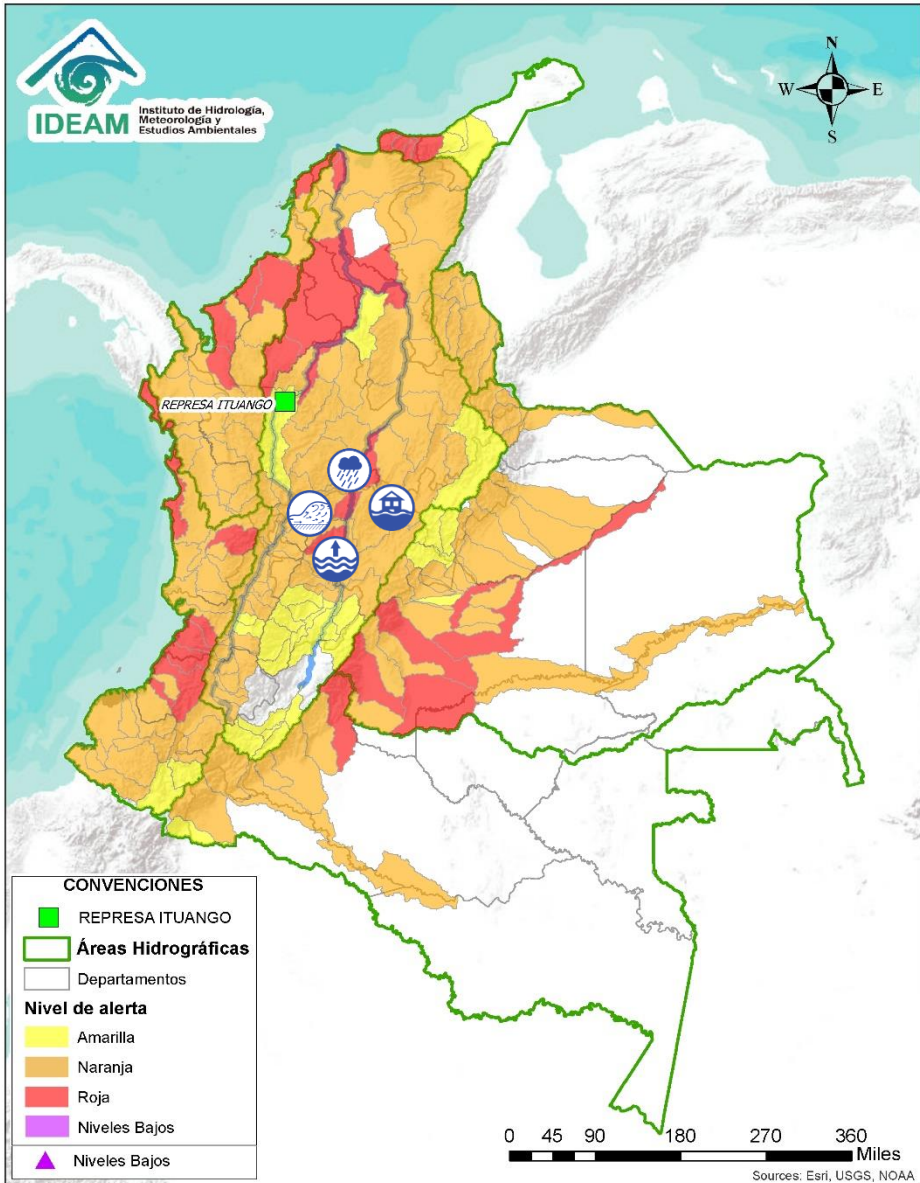 IDEAM
Instituto de Hidrología,
Meteorología y
Estudios Ambientales
N
W
E
S
REPRESA ITUANGO
CONVENCIONES
REPRESA ITUANGO
Áreas Hidrográficas
Departamentos
Nivel de alerta
Amarilla
Naranja
Roja
Niveles Bajos
Niveles Bajos
0 45 90 180 270 360
Miles
Sources: Esri, USGS, NOAA